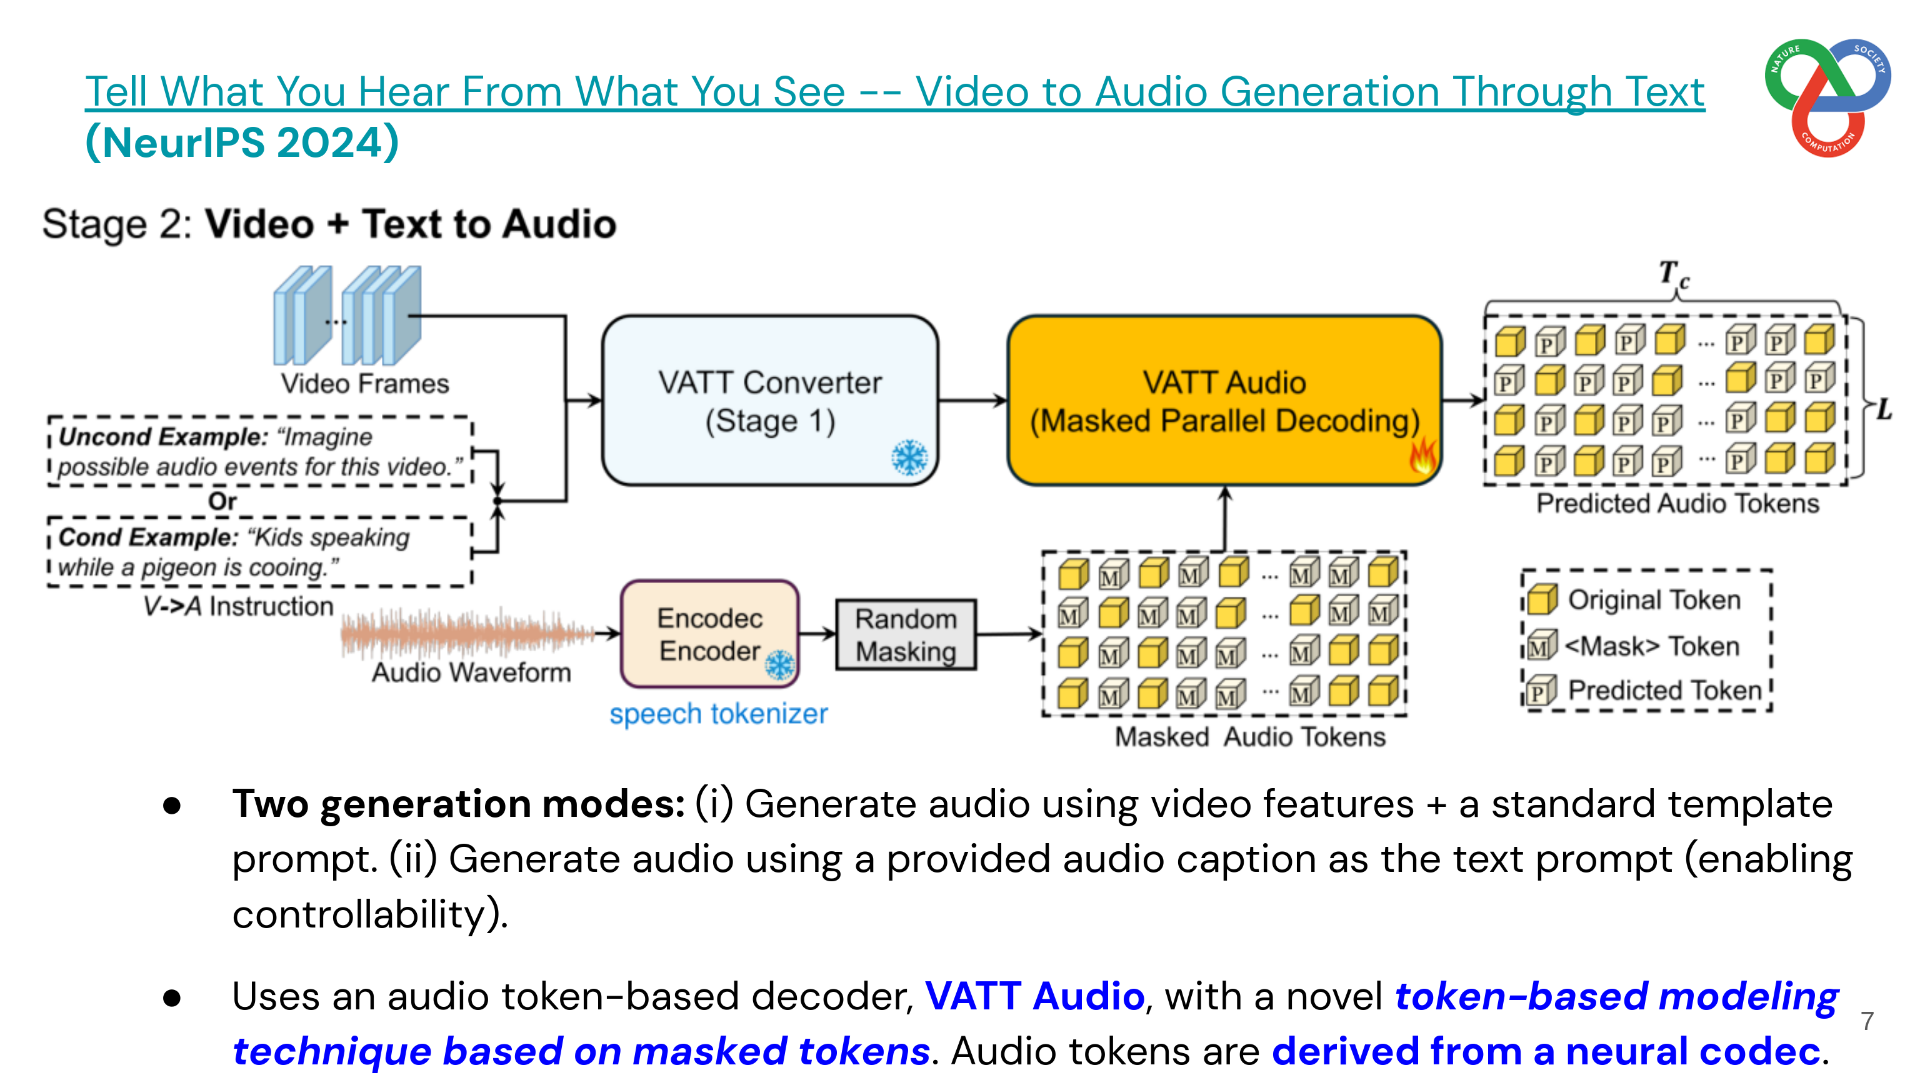 Tell What You Hear From What You See -- Video to Audio Generation Through Text
(NeurIPS 2024)
NATURE
SOCIETY
COMPUTATION
Stage 2: Video + Text to Audio
...
Video Frames
Uncond Example: “Imagine
possible audio events for this video.”
Or
Cond Example: “Kids speaking
while a pigeon is cooing.”
V->A Instruction
VATT Converter
(Stage 1)
VATT Audio
(Masked Parallel Decoding)
T c
P P ... P P
P P P ... P P
P P P ... P
P P P ... P
L
Predicted Audio Tokens
Audio Waveform
Encodec
Encoder
speech tokenizer
Random
Masking
M M ... M M
M M M ... M M
M M M ... M
M M M ... M
Masked Audio Tokens
Original Token
M <Mask> Token
P Predicted Token
● Two generation modes: (i) Generate audio using video features + a standard template
prompt. (ii) Generate audio using a provided audio caption as the text prompt (enabling
controllability).
● Uses an audio token-based decoder, VATT Audio, with a novel token-based modeling
technique based on masked tokens. Audio tokens are derived from a neural codec.
7